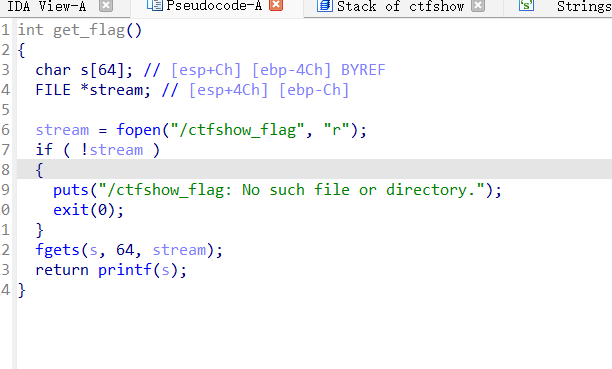 IDA View-A Pseudocode-A Stack of ctfshow 's' Strings
1 int get_flag()
2 {
3 char s[64]; // [esp+Ch] [ebp-4Ch] BYREF
4 FILE *stream; // [esp+4Ch] [ebp-Ch]
5
6 stream = fopen("/ctfshow_flag", "r");
7 if ( !stream )
8 {
9 puts("/ctfshow_flag: No such file or directory.");
0 exit(0);
1 }
2 fgets(s, 64, stream);
3 return printf(s);
4 }